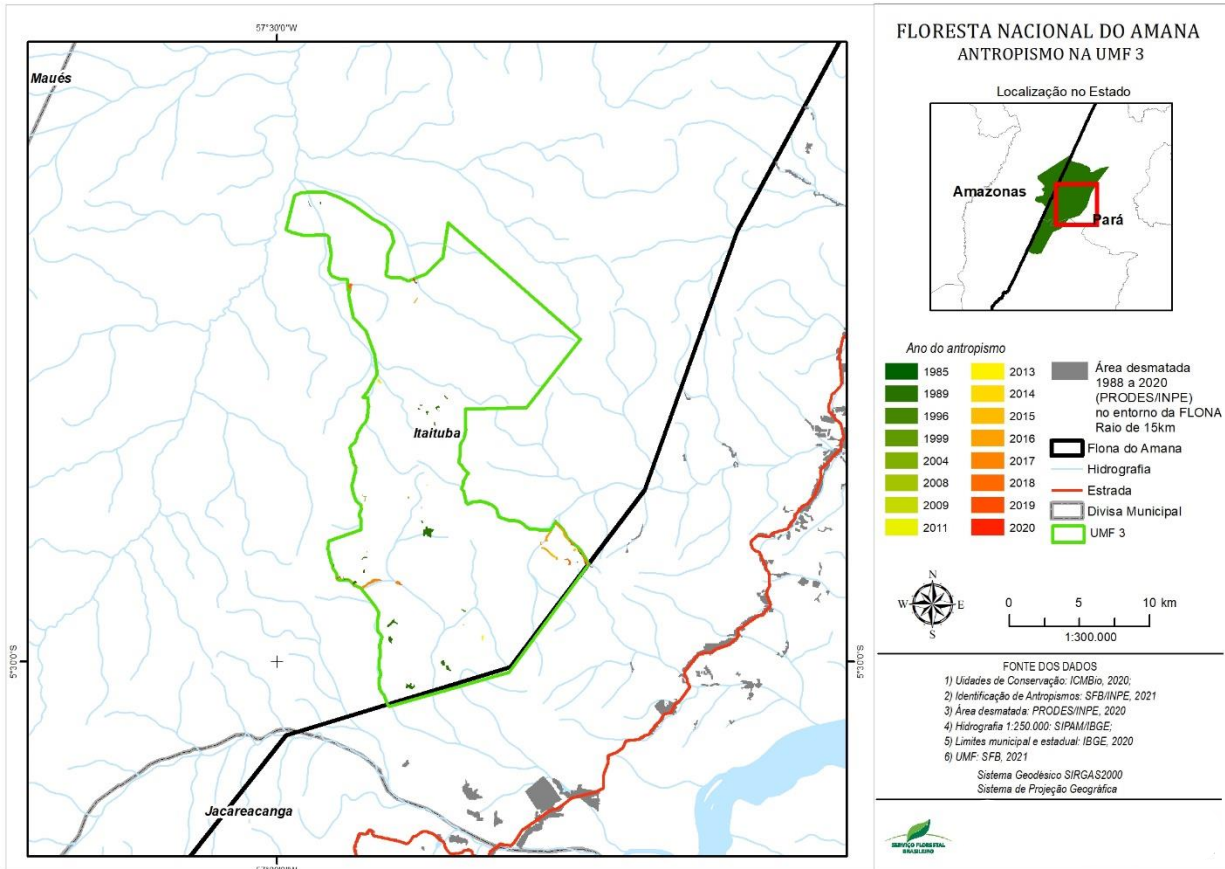 57°30'0"W
Maués
Itaituba
5°30'0"S
5°30'0"S
Jacareacanga
FLORESTA NACIONAL DO AMANA
ANTROPISMO NA UMF 3
Localização no Estado
Amazonas
Pará
Ano do antropismo
1985
1989
1996
1999
2004
2008
2009
2011
2013
2014
2015
2016
2017
2018
2019
2020
Área desmatada
1988 a 2020
(PRODES/INPE)
no entorno da FLONA
Raio de 15km
Flona do Amana
Hidrografia
Estrada
Divisa Municipal
UMF 3
N
W
E
S
0 5 10 km
1:300.000
FONTE DOS DADOS
1) Uidades de Conservação: ICMBio, 2020;
2) Identificação de Antropismos: SFB/INPE, 2021
3) Área desmatada: PRODES/INPE, 2020
4) Hidrografia 1:250.000: SIPAM/IBGE;
5) Limites municipal e estadual: IBGE, 2020
6) UMF: SFB, 2021
Sistema Geodésico SIRGAS2000
Sistema de Projeção Geográfica
SERVIÇO FLORESTAL
BRASILEIRO